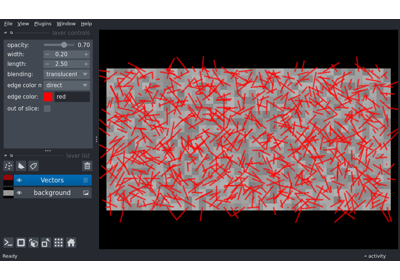 File View Plugins Window Help
layer controls
opacity: 0.70
width: 0.20
length: 2.50
blending: translucent
edge color m direct
edge color: red
out of slice:
layer list
Vectors
background
Ready
activity